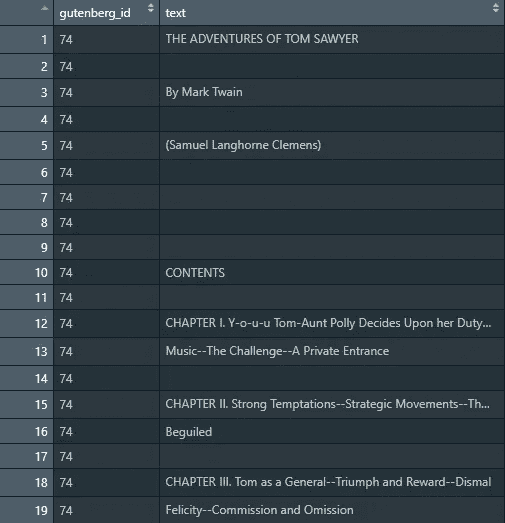 gutenberg_id text
1 74 THE ADVENTURES OF TOM SAWYER
2 74
3 74 By Mark Twain
4 74
5 74 (Samuel Langhorne Clemens)
6 74
7 74
8 74
9 74
10 74 CONTENTS
11 74
12 74 CHAPTER I. Y-o-u-u Tom-Aunt Polly Decides Upon her Duty...
13 74 Music--The Challenge--A Private Entrance
14 74
15 74 CHAPTER II. Strong Temptations--Strategic Movements--Th...
16 74 Beguiled
17 74
18 74 CHAPTER III. Tom as a General--Triumph and Reward--Dismal
19 74 Felicity--Commission and Omission